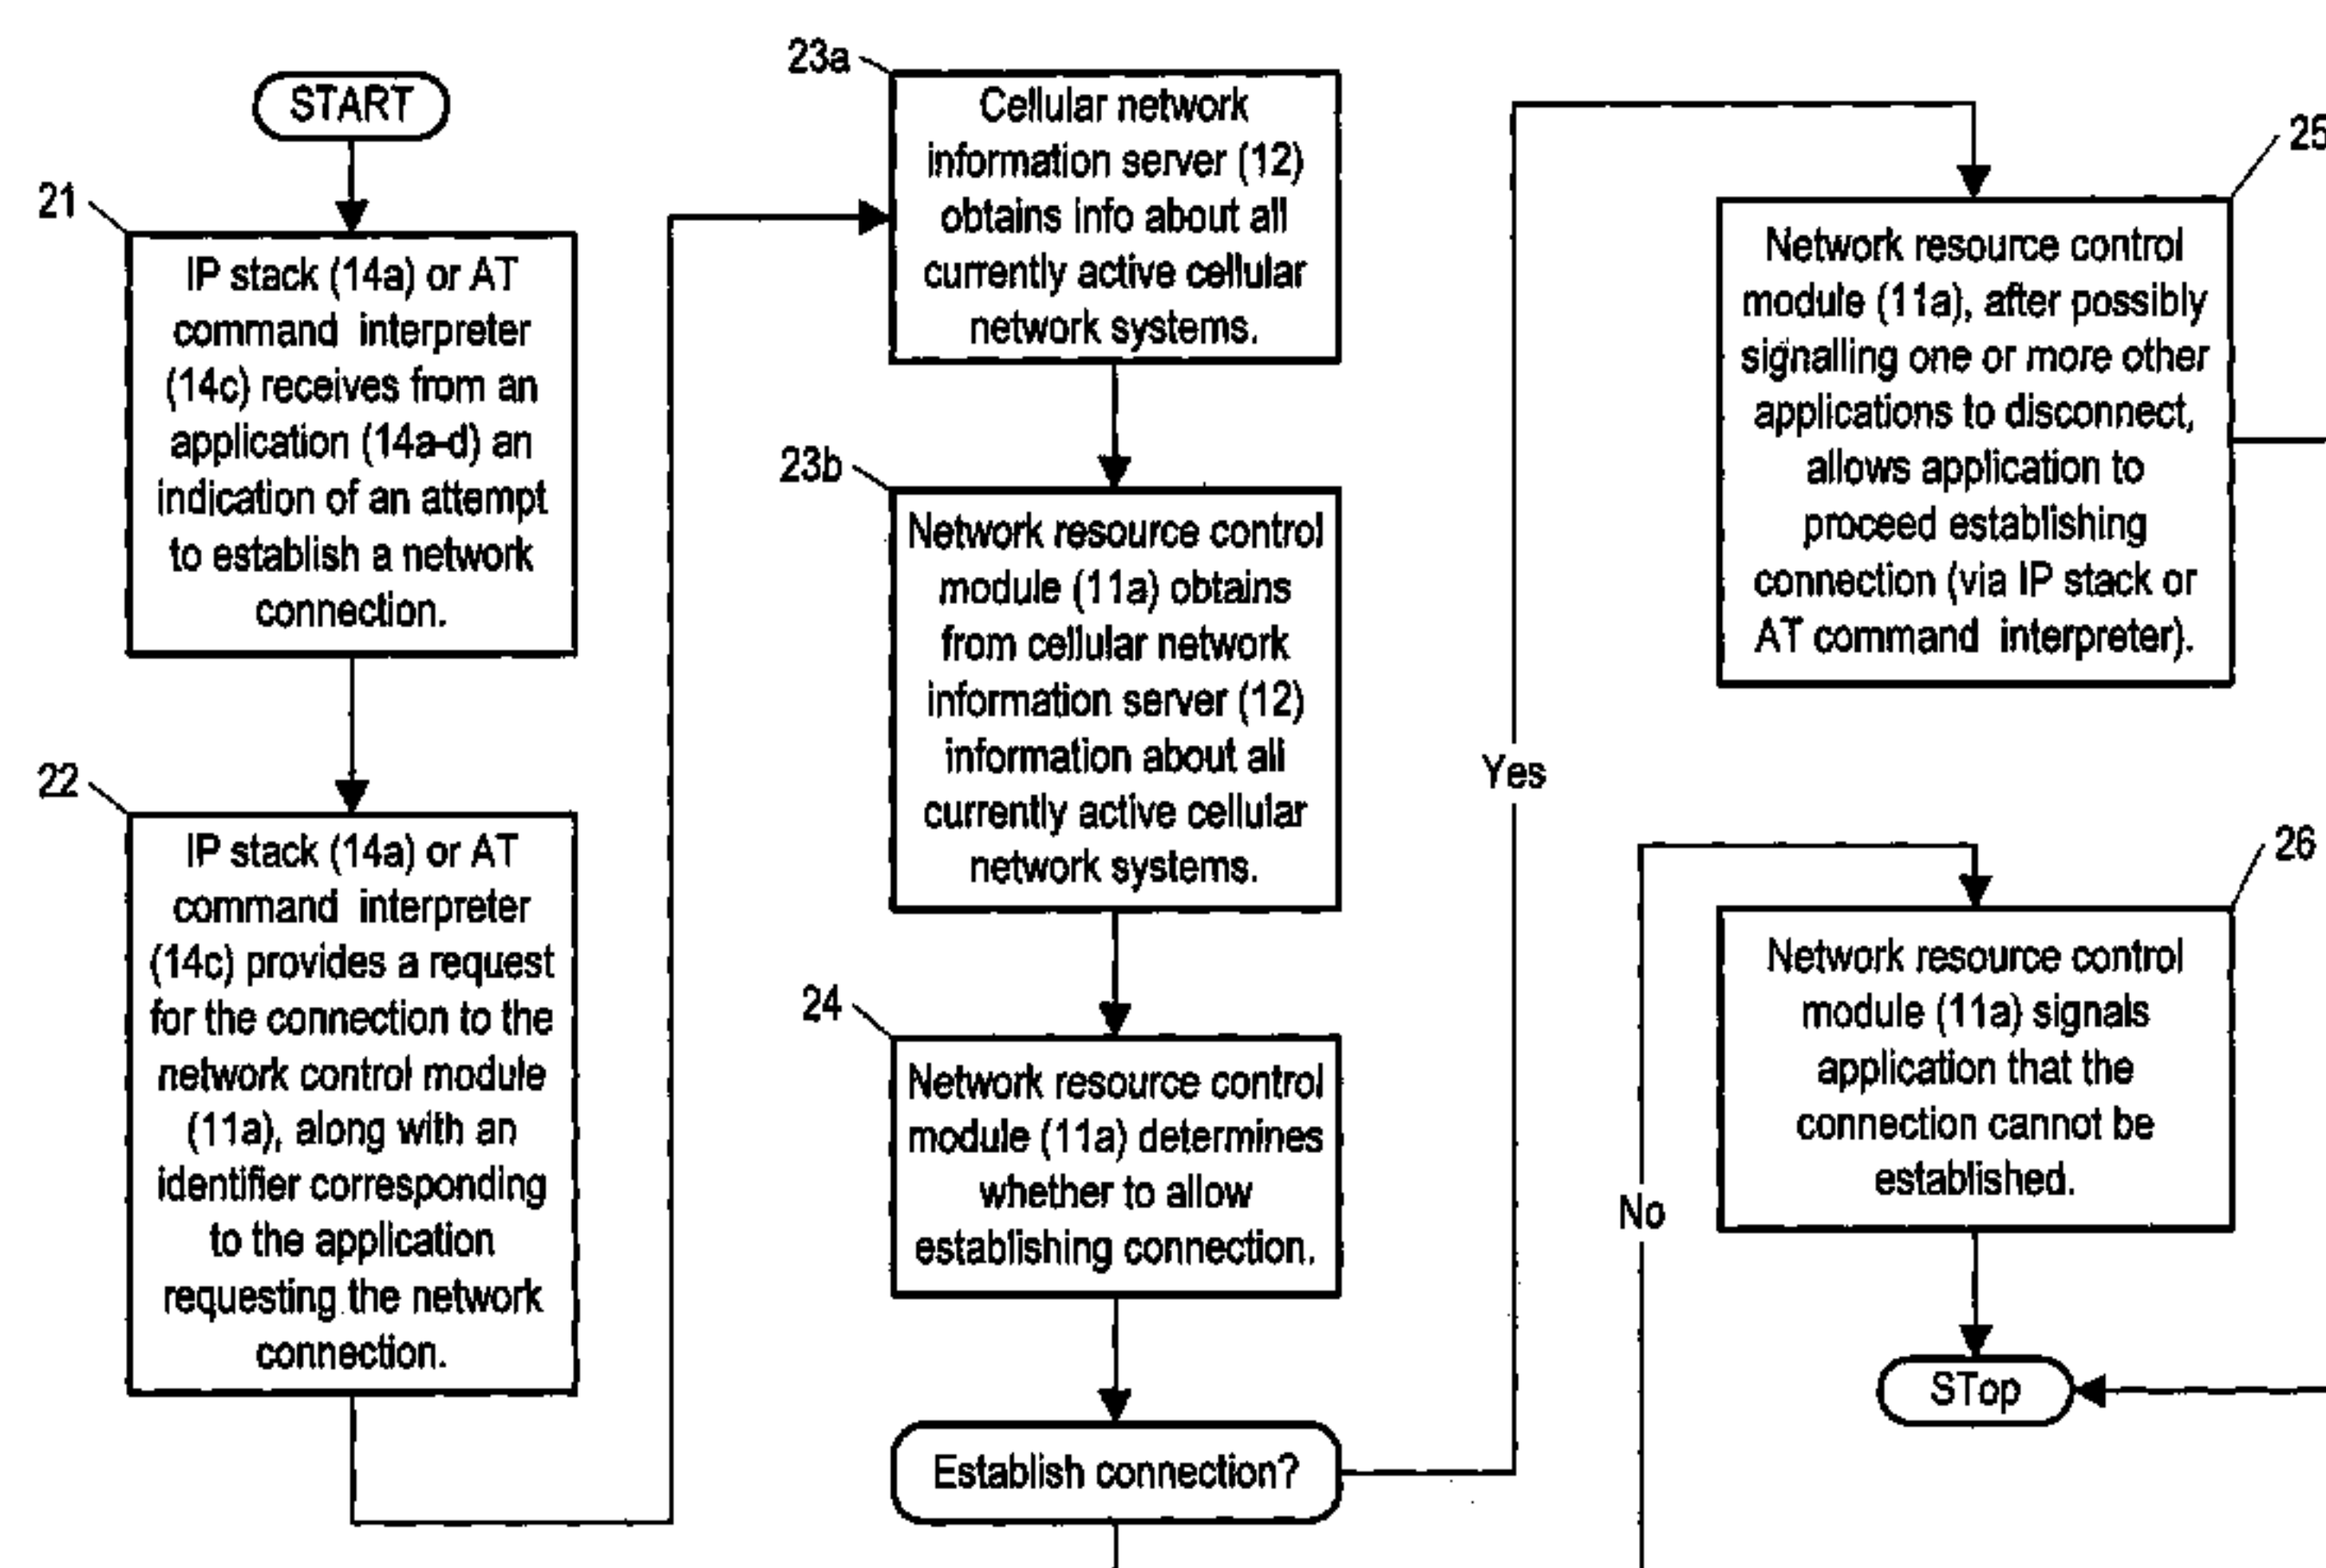 START
21
IP stack (14a) or AT
command interpreter
(14c) receives from an
application (14a-d) an
indication of an attempt
to establish a network
connection.
22
IP stack (14a) or AT
command interpreter
(14c) provides a request
for the connection to the
network control module
(11a), along with an
identifier corresponding
to the application
requesting the network
connection.
23a
Cellular network
information server (12)
obtains info about all
currently active cellular
network systems.
23b
Network resource control
module (11a) obtains
from cellular network
information server (12)
information about all
currently active cellular
network systems.
24
Network resource control
module (11a) determines
whether to allow
establishing connection.
Establish connection?
Yes
No
25
Network resource control
module (11a), after possibly
signalling one or more other
applications to disconnect,
allows application to
proceed establishing
connection (via IP stack or
AT command interpreter).
26
Network resource control
module (11a) signals
application that the
connection cannot be
established.
STop